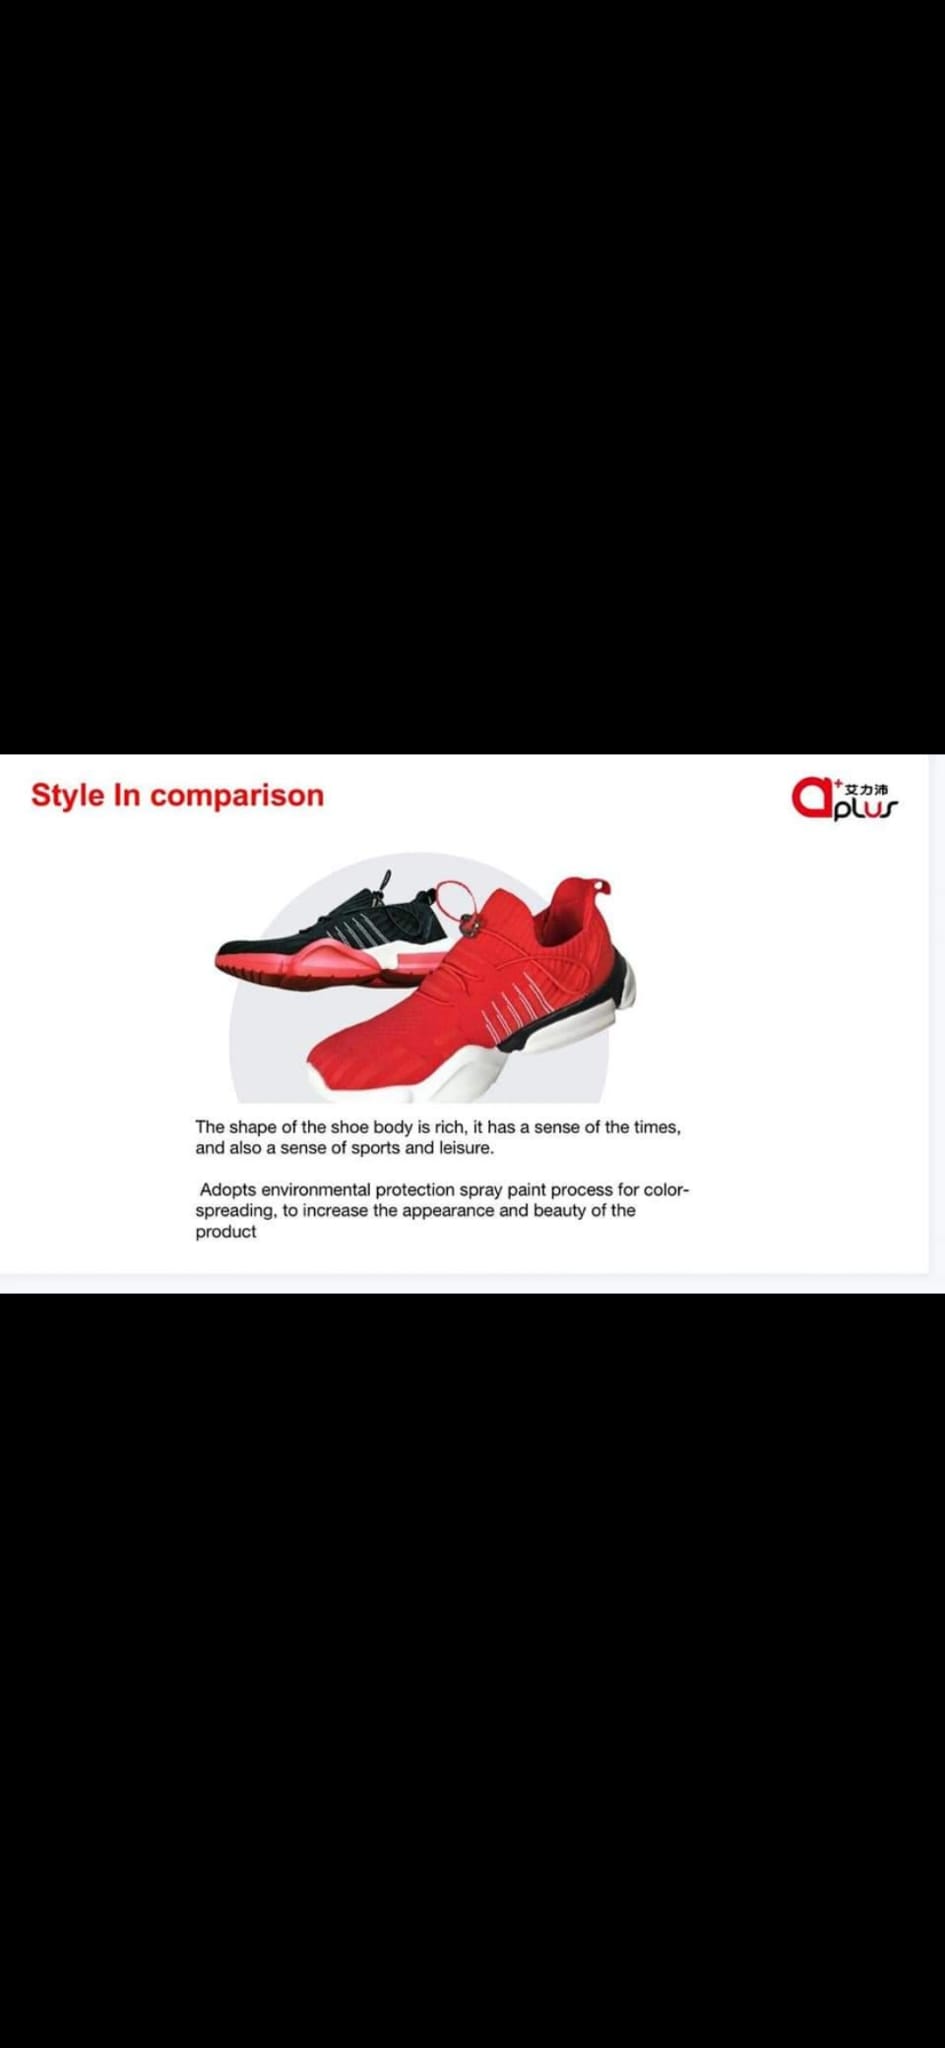 Style In comparison
艾力沛
aplus
The shape of the shoe body is rich, it has a sense of the times,
and also a sense of sports and leisure.
Adopts environmental protection spray paint process for color-
spreading, to increase the appearance and beauty of the
product